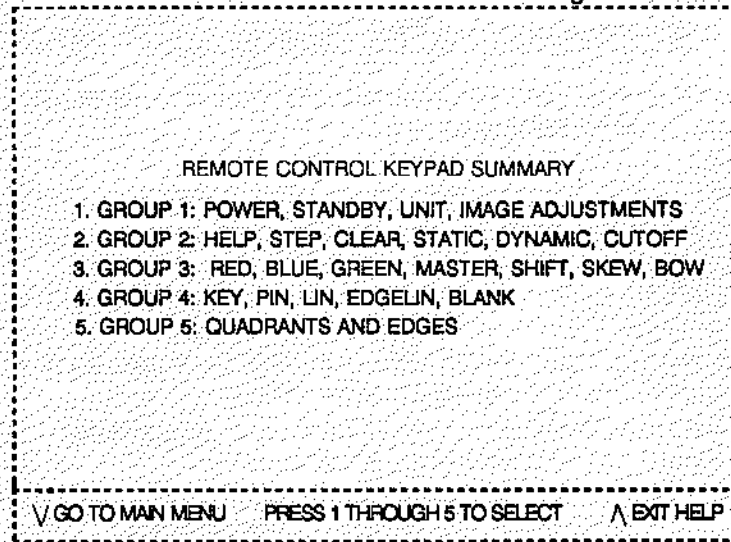 REMOTE CONTROL KEYPAD SUMMARY
1. GROUP 1: POWER, STANDBY, UNIT, IMAGE ADJUSTMENTS
2. GROUP 2: HELP, STEP, CLEAR, STATIC, DYNAMIC, CUTOFF
3. GROUP 3: RED, BLUE, GREEN, MASTER, SHIFT, SKEW, BOW
4. GROUP 4: KEY, PIN, LIN, EDGELIN, BLANK
5. GROUP 5: QUADRANTS AND EDGES
\/ GO TO MAIN MENU PRESS 1 THROUGH 5 TO SELECT /\ EXIT HELP